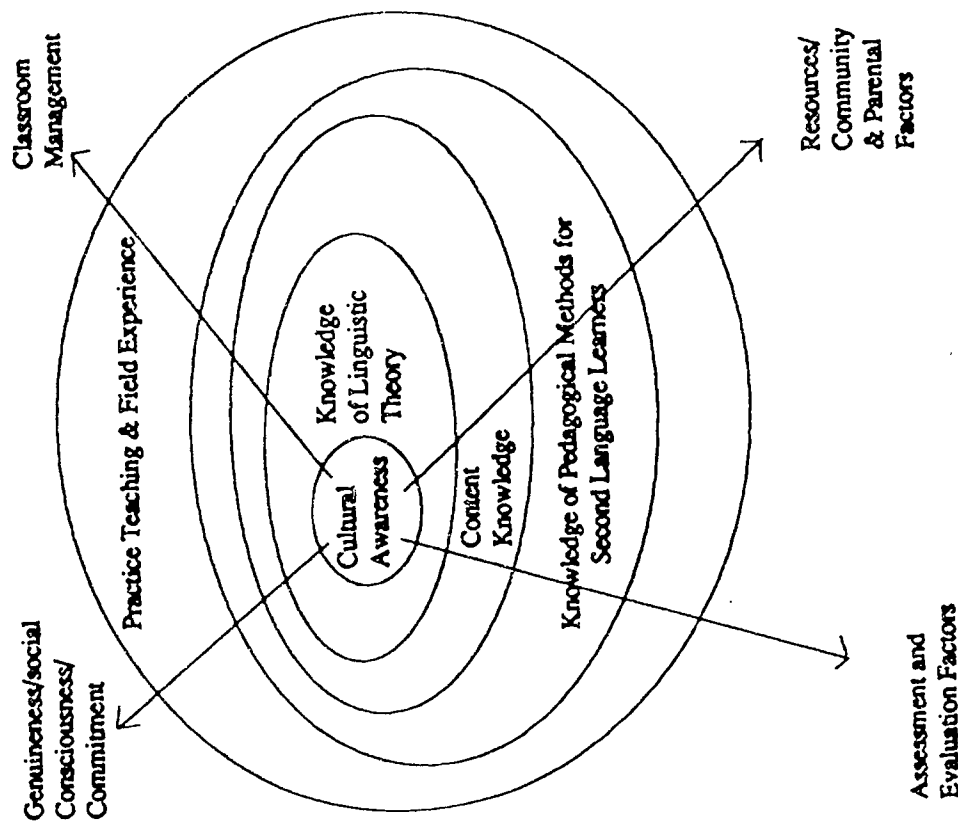 Genuineness/social
Consciousness/
Commitment
Classroom
Management
Practice Teaching & Field Experience
Cultural
Awareness
Knowledge
of Linguistic
Theory
Content
Knowledge
Knowledge of Pedagogical Methods for
Second Language Learners
Assessment and
Evaluation Factors
Resources/
Community
& Parental
Factors